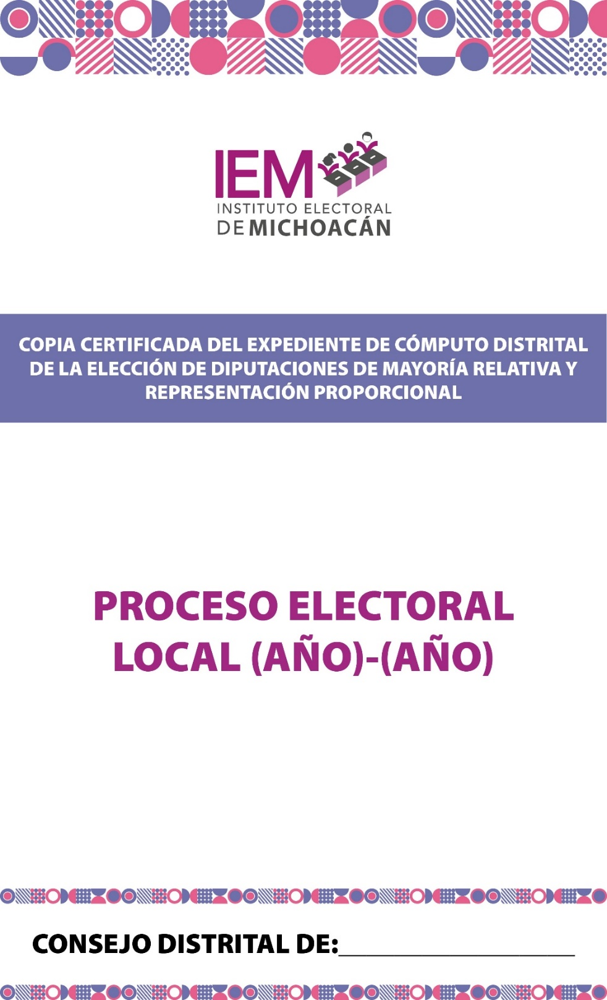 IEM
INSTITUTO ELECTORAL
DE MICHOACÁN
COPIA CERTIFICADA DEL EXPEDIENTE DE CÓMPUTO DISTRITAL
DE LA ELECCIÓN DE DIPUTACIONES DE MAYORÍA RELATIVA Y
REPRESENTACIÓN PROPORCIONAL
PROCESO ELECTORAL
LOCAL (AÑO)-(AÑO)
CONSEJO DISTRITAL DE:___________________